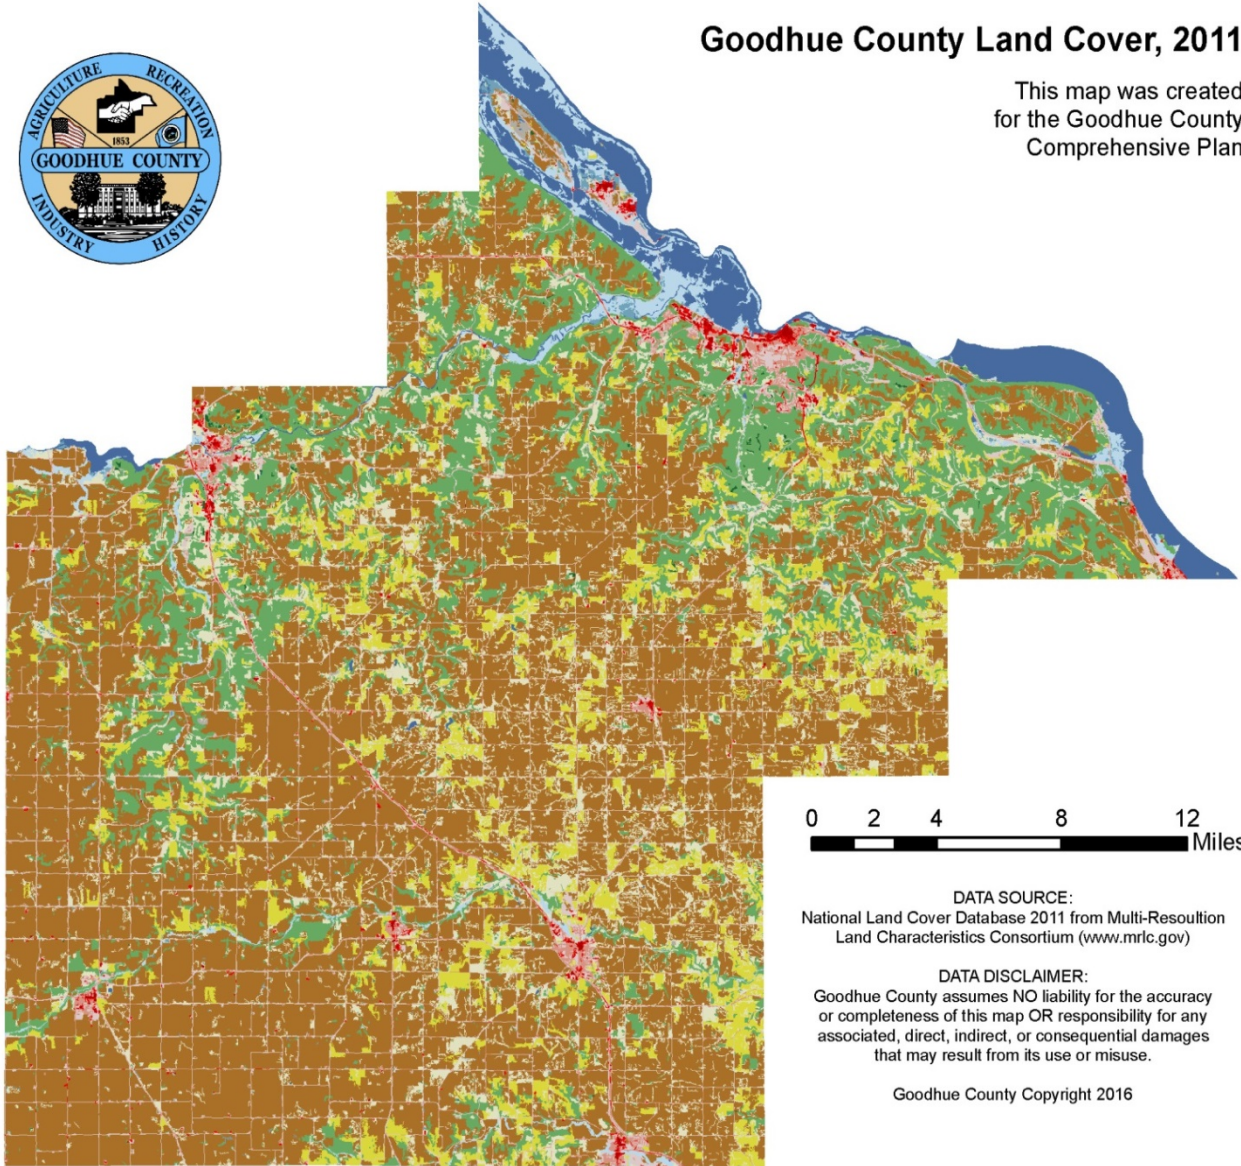 Goodhue County Land Cover, 2011
This map was created
for the Goodhue County
Comprehensive Plan
AGRICULTURE
RECREATION
1853
GOODHUE COUNTY
INDUSTRY
HISTORY
0 2 4 8 12
Miles
DATA SOURCE:
National Land Cover Database 2011 from Multi-Resoultion
Land Characteristics Consortium (www.mrlc.gov)
DATA DISCLAIMER:
Goodhue County assumes NO liability for the accuracy
or completeness of this map OR responsibility for any
associated, direct, indirect, or consequential damages
that may result from its use or misuse.
Goodhue County Copyright 2016